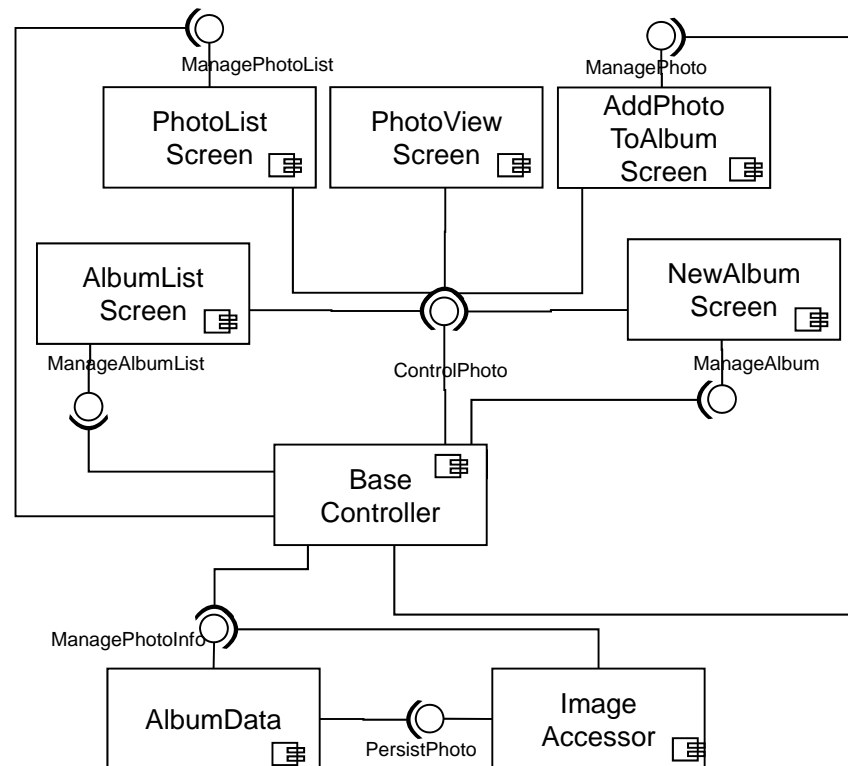 ManagePhotoList
ManagePhoto
PhotoList
Screen
PhotoView
Screen
AddPhoto
ToAlbum
Screen
AlbumList
Screen
NewAlbum
Screen
ManageAlbumList
ControlPhoto
ManageAlbum
Base
Controller
ManagePhotoInfo
AlbumData
PersistPhoto
Image
Accessor